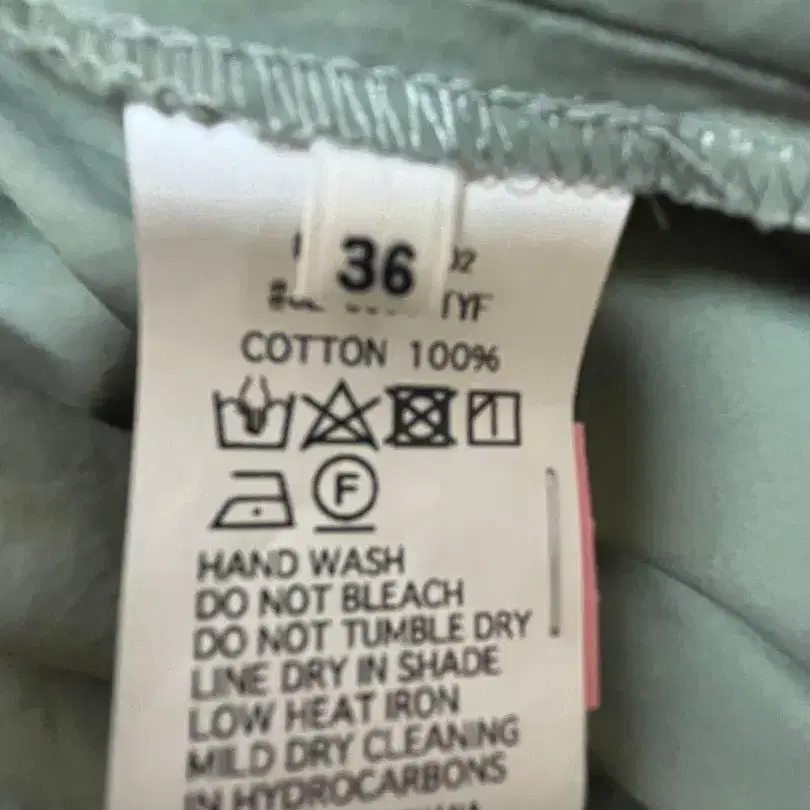 36
COTTON 100%
F
HAND WASH
DO NOT BLEACH
DO NOT TUMBLE DRY
LINE DRY IN SHADE
LOW HEAT IRON
MILD DRY CLEANING
IN HYDROCARBONS